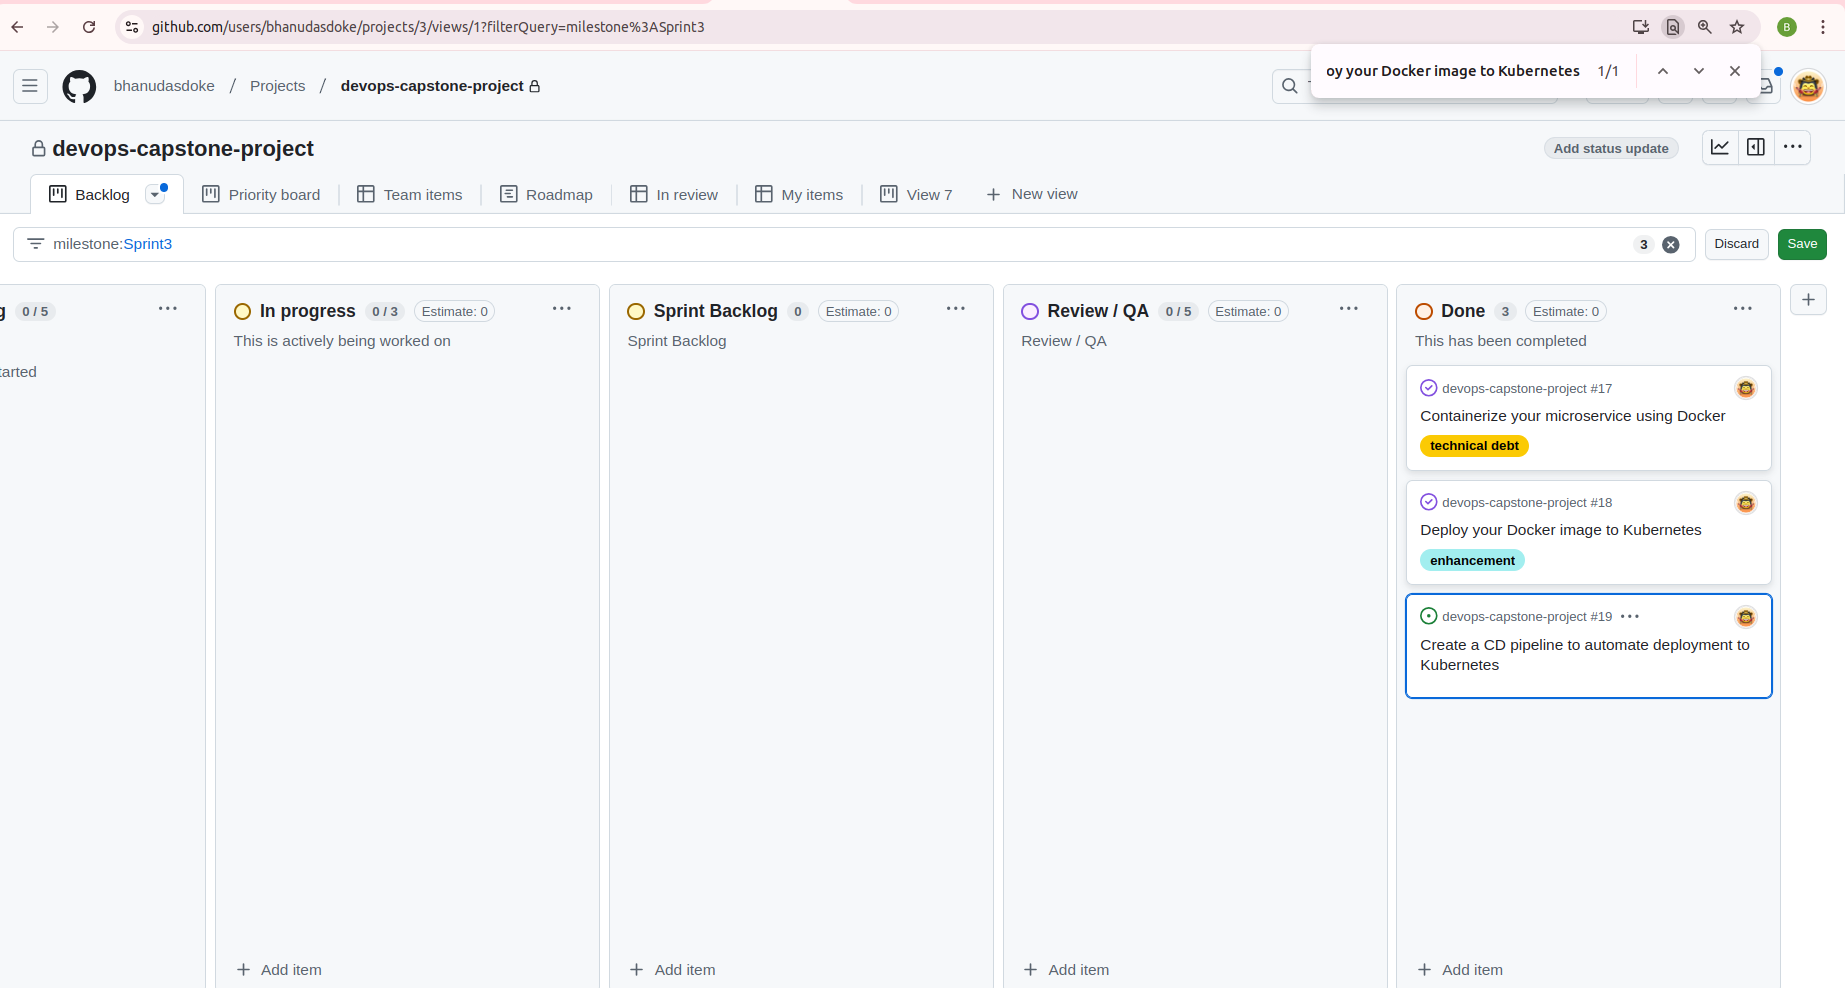 github.com/users/bhanudasdoke/projects/3/views/1?filterQuery=milestone%3ASprint3
B
oy your Docker image to Kubernetes 1/1
bhanudasdoke / Projects / devops-capstone-project
devops-capstone-project
Add status update
Backlog
Priority board
Team items
Roadmap
In review
My items
View 7
New view
milestone:Sprint3
3
Discard
Save
g 0 / 5
tarted
In progress 0 / 3 Estimate: 0
This is actively being worked on
Add item
Sprint Backlog 0 Estimate: 0
Sprint Backlog
Add item
Review / QA 0 / 5 Estimate: 0
Review / QA
Add item
Done 3 Estimate: 0
This has been completed
devops-capstone-project #17
Containerize your microservice using Docker
technical debt
devops-capstone-project #18
Deploy your Docker image to Kubernetes
enhancement
devops-capstone-project #19
Create a CD pipeline to automate deployment to
Kubernetes
Add item